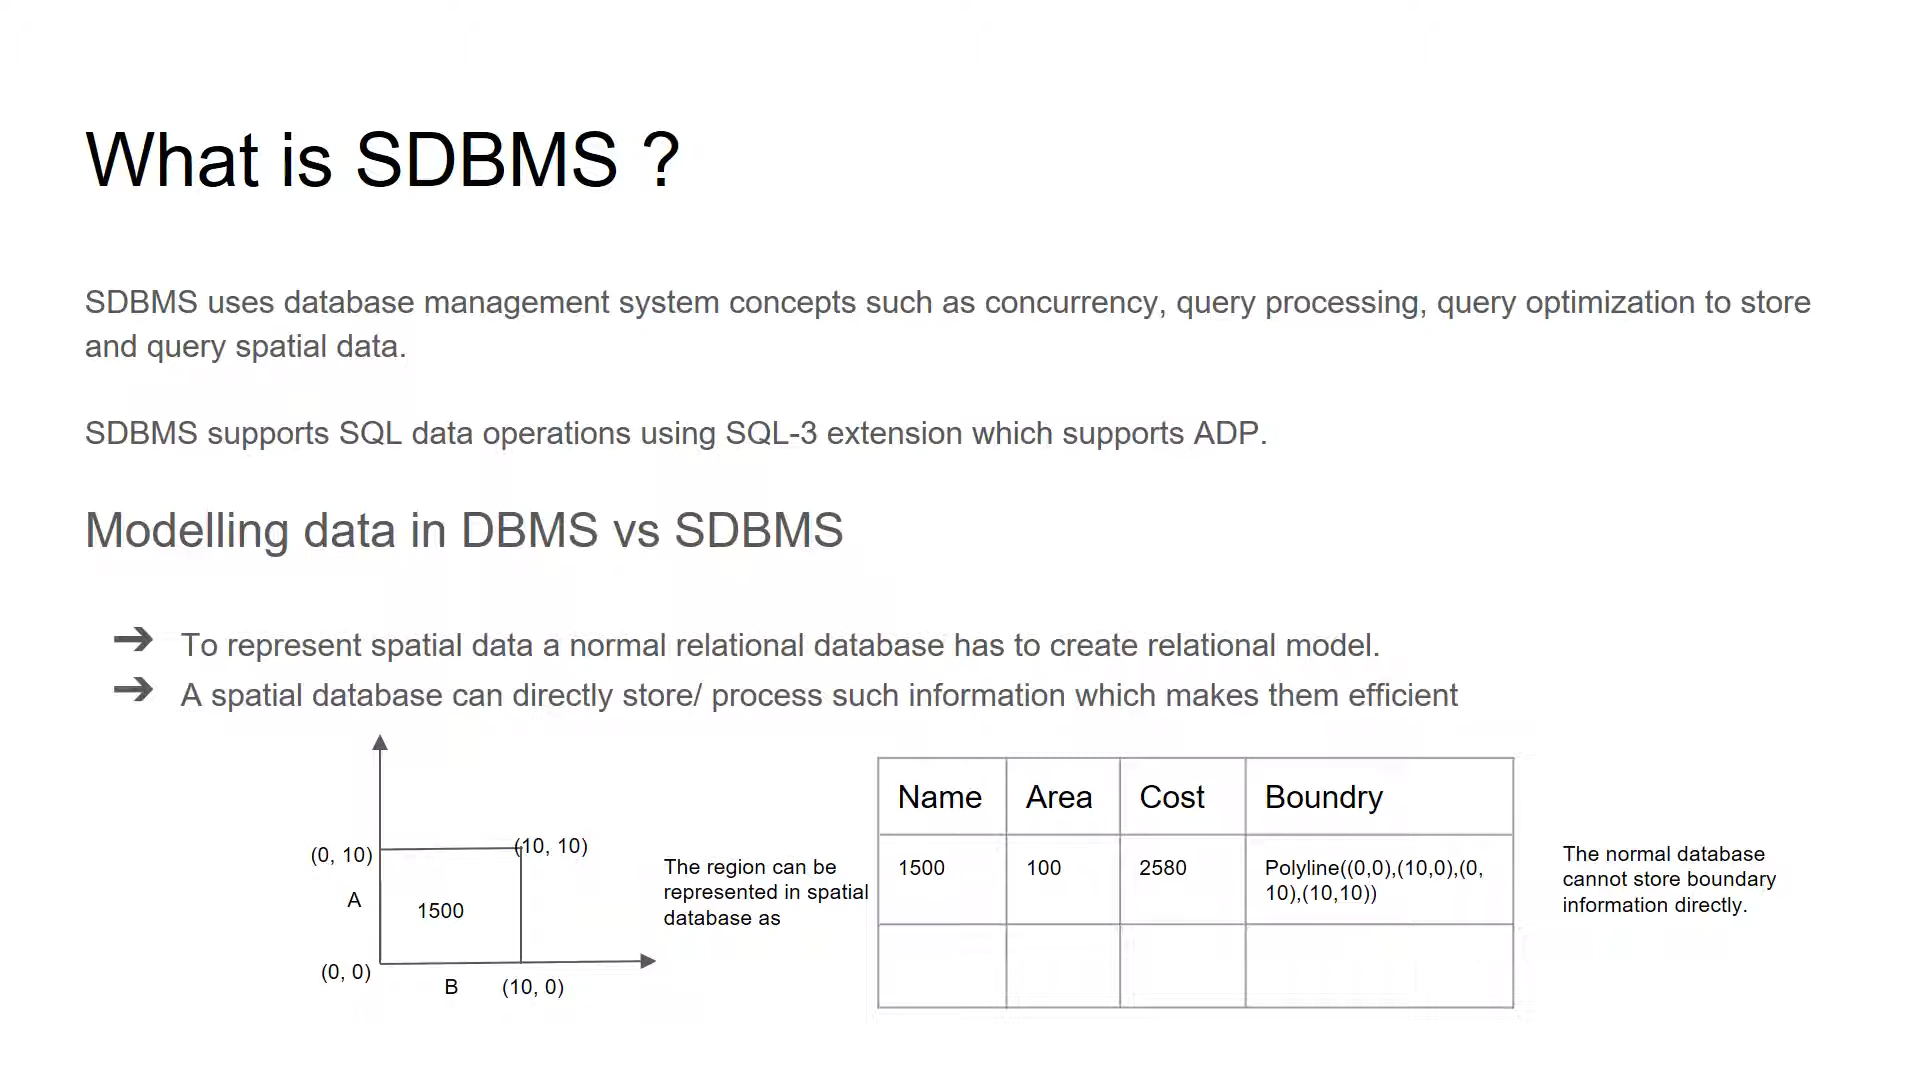 What is SDBMS ?
SDBMS uses database management system concepts such as concurrency, query processing, query optimization to store
and query spatial data.
SDBMS supports SQL data operations using SQL-3 extension which supports ADP.
Modelling data in DBMS vs SDBMS
➔ To represent spatial data a normal relational database has to create relational model.
➔ A spatial database can directly store/ process such information which makes them efficient
(0, 10)
(10, 10)
A
1500
(0, 0)
B
(10, 0)
The region can be
represented in spatial
database as
Name Area Cost Boundry
1500 100 2580 Polyline((0,0),(10,0),(0,
10),(10,10))
The normal database
cannot store boundary
information directly.